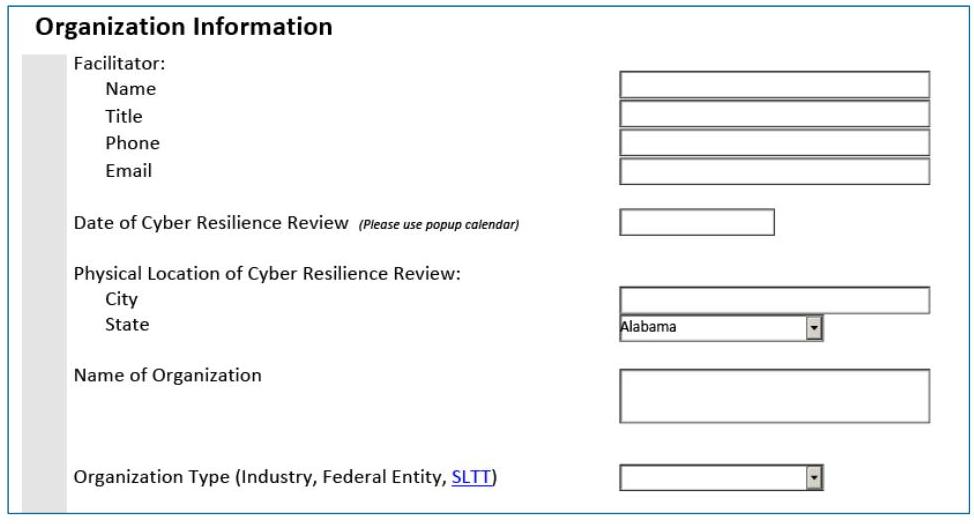 Organization Information
Facilitator:
Name
Title
Phone
Email
Date of Cyber Resilience Review (Please use popup calendar)
Physical Location of Cyber Resilience Review:
City
State
Alabama
Name of Organization
Organization Type (Industry, Federal Entity, SLTT)